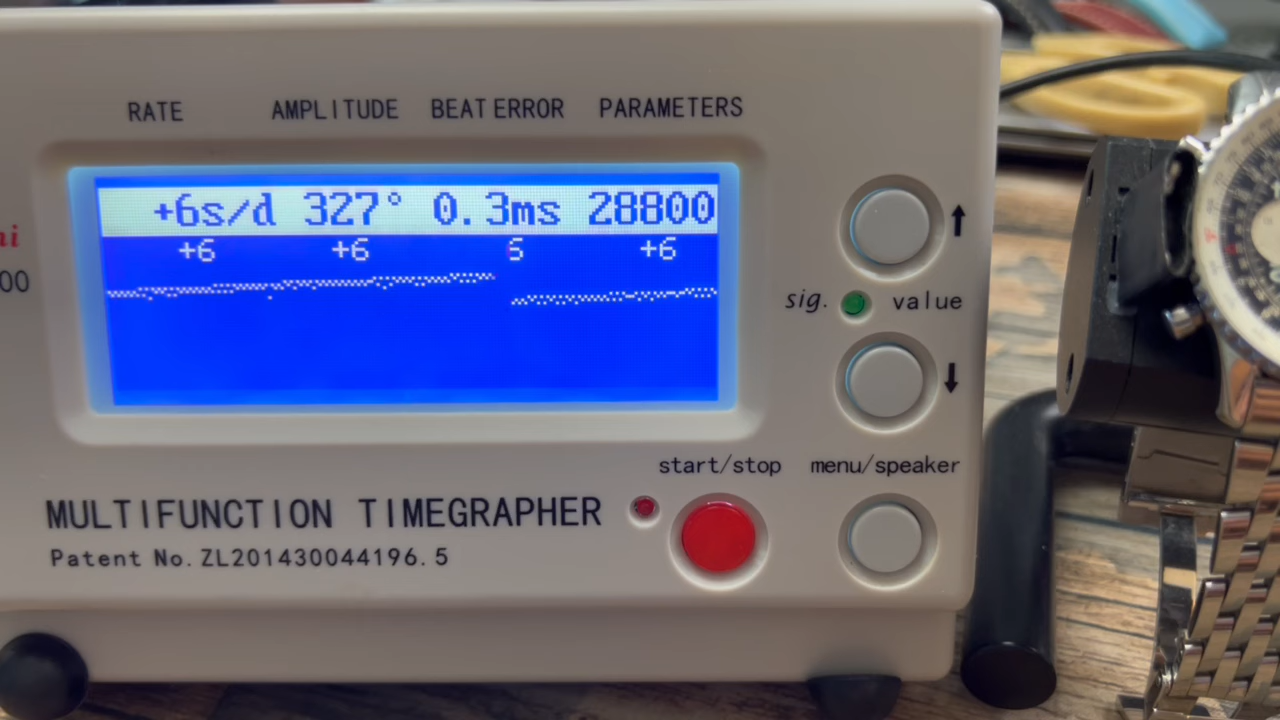 RATE AMPLITUDE BEAT ERROR PARAMETERS
+6s/d 327° 0.3ms 28800
+6 +6 5 +6
00
sig. value
start/stop menu/speaker
MULTIFUNCTION TIMEGRAPHER
Patent No. ZL201430044196.5